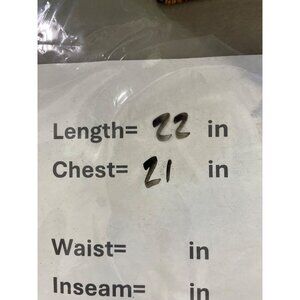 Length= 22 in
Chest= 21 in
Waist= in
Inseam= in